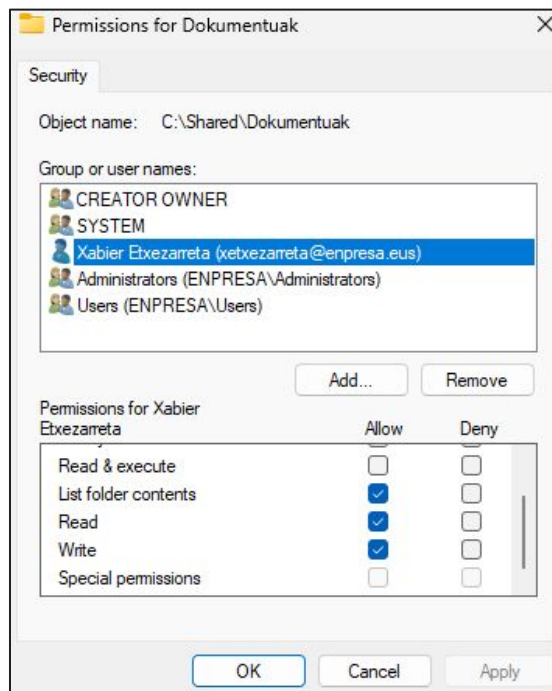 Permissions for Dokumentuak
Security
Object name: C:\Shared\Dokumentuak
Group or user names:
CREATOR OWNER
SYSTEM
Xabier Etxezarreta (xetxezarreta@enpresa.eus)
Administrators (ENPRESA\Administrators)
Users (ENPRESA\Users)
Add... Remove
Permissions for Xabier
Etxezarreta Allow Deny
Read & execute
List folder contents
Read
Write
Special permissions
OK Cancel Apply